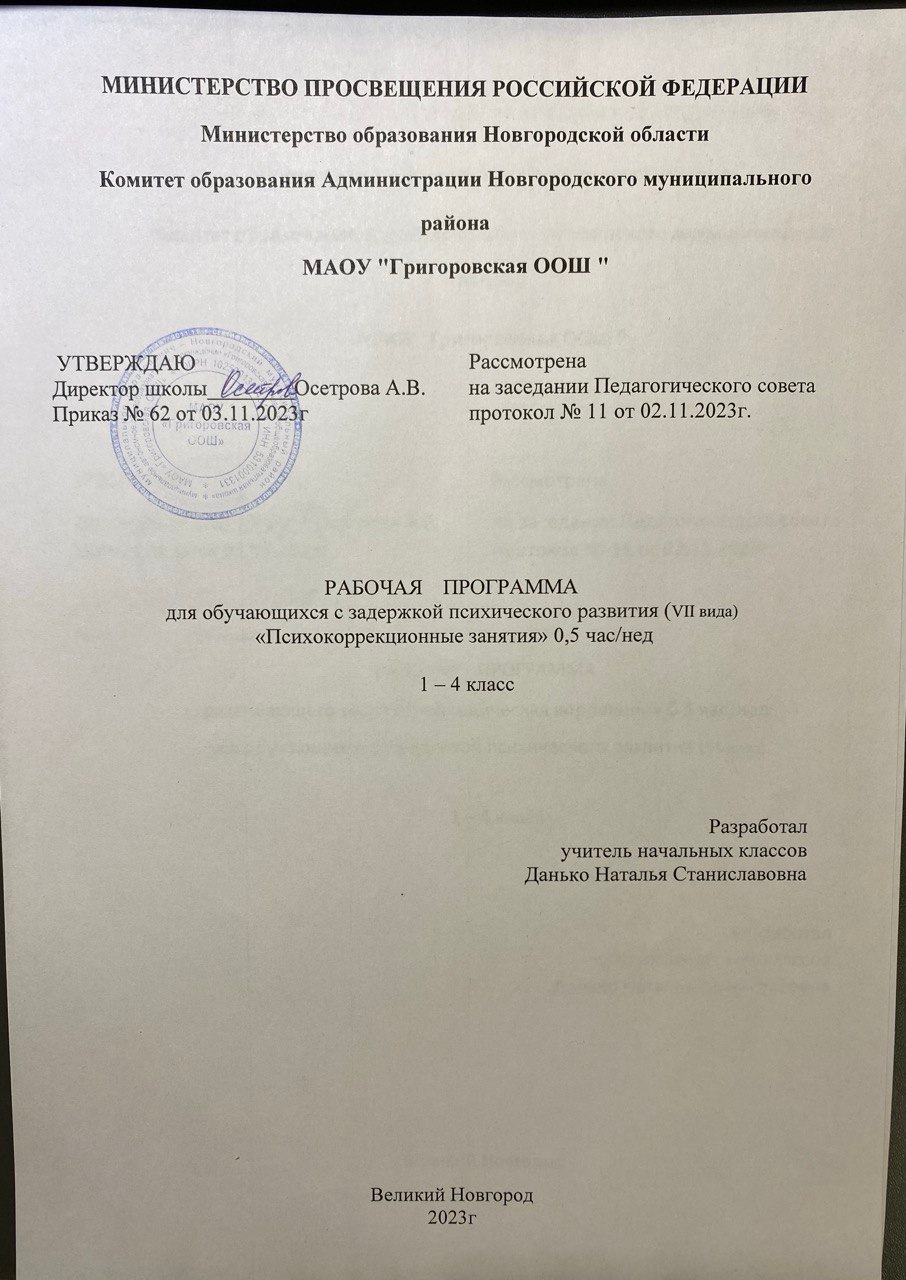 МИНИСТЕРСТВО ПРОСВЕЩЕНИЯ РОССИЙСКОЙ ФЕДЕРАЦИИ
Министерство образования Новгородской области
Комитет образования Администрации Новгородского муниципального
района
МАОУ "Григоровская ООШ "
УТВЕРЖДАЮ
Директор школы Осетров Осетрова А.В.
Приказ № 62 от 03.11.2023г
«Григоровская
ООШ»
Рассмотрена
на заседании Педагогического совета
протокол № 11 от 02.11.2023г.
РАБОЧАЯ ПРОГРАММА
для обучающихся с задержкой психического развития (VII вида)
«Психокоррекционные занятия» 0,5 час/нед
1 – 4 класс
Разработал
учитель начальных классов
Данько Наталья Станиславовна
Великий Новгород
2023г